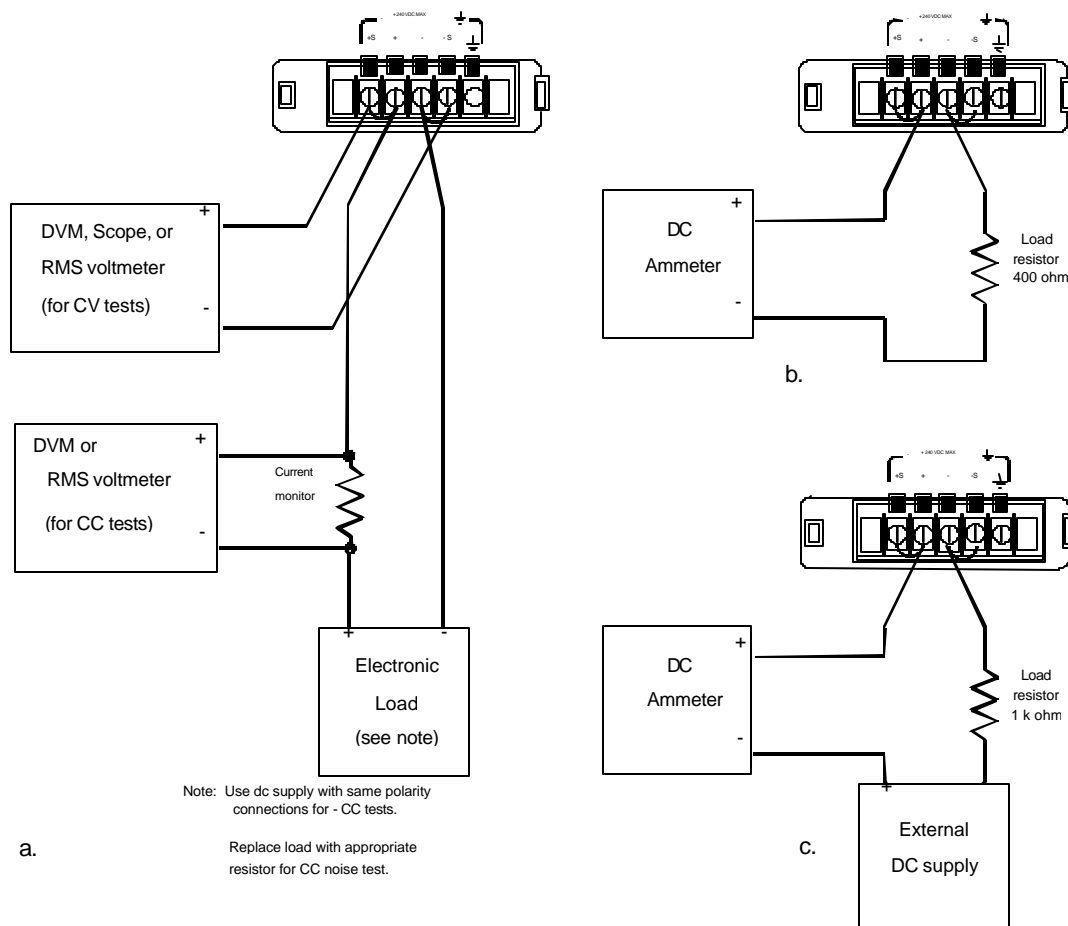 - +240 VDC MAX
+S + - -S
DVM, Scope, or
RMS voltmeter
(for CV tests)
+
-
DVM or
RMS voltmeter
(for CC tests)
+
-
Current
monitor
+ -
Electronic
Load
(see note)
Note: Use dc supply with same polarity
connections for - CC tests.
Replace load with appropriate
resistor for CC noise test.
a.
- +240 VDC MAX
+S + - -S
DC
Ammeter
+
-
Load
resistor
400 ohm
b.
- +240 VDC MAX
+S + - -S
DC
Ammeter
+
-
Load
resistor
1 k ohm
+
External
DC supply
c.